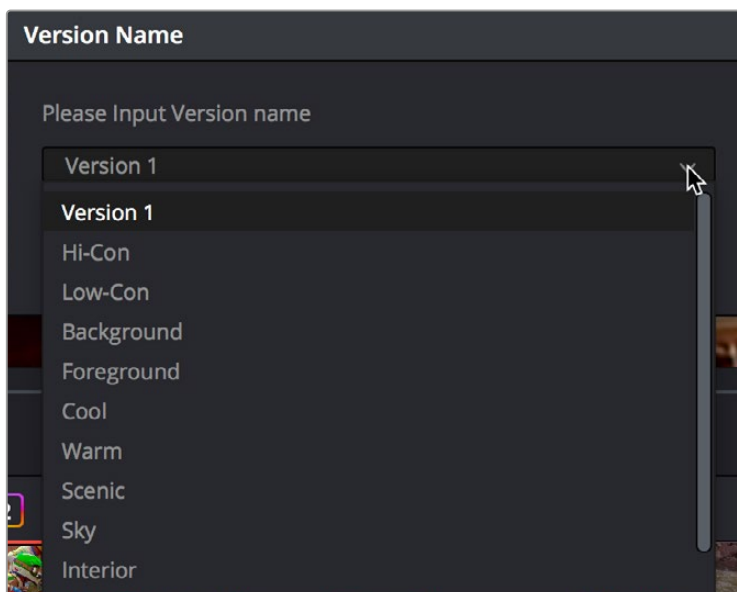 Version Name
Please Input Version name
Version 1
Version 1
Hi-Con
Low-Con
Background
Foreground
Cool
Warm
Scenic
Sky
Interior